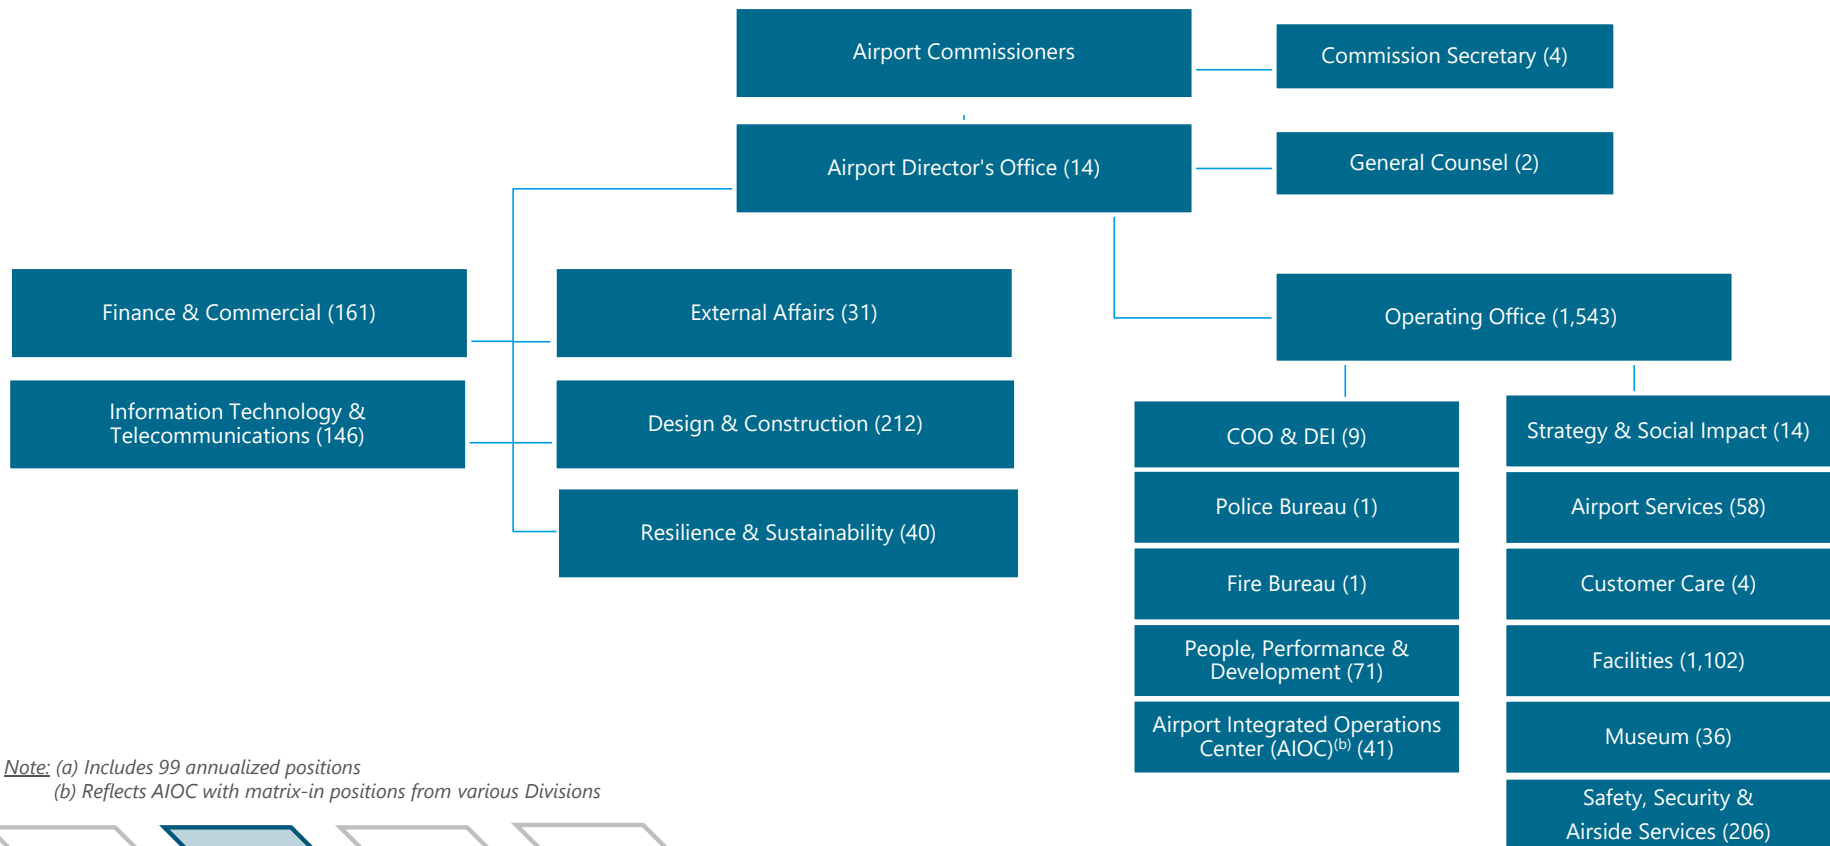 Airport Commissioners
Commission Secretary (4)
Airport Director's Office (14)
General Counsel (2)
Finance & Commercial (161)
External Affairs (31)
Operating Office (1,543)
Information Technology &
Telecommunications (146)
Design & Construction (212)
Resilience & Sustainability (40)
COO & DEI (9)
Police Bureau (1)
Fire Bureau (1)
People, Performance &
Development (71)
Airport Integrated Operations
Center (AIOC)(b) (41)
Strategy & Social Impact (14)
Airport Services (58)
Customer Care (4)
Facilities (1,102)
Museum (36)
Safety, Security &
Airside Services (206)
Note: (a) Includes 99 annualized positions
(b) Reflects AIOC with matrix-in positions from various Divisions